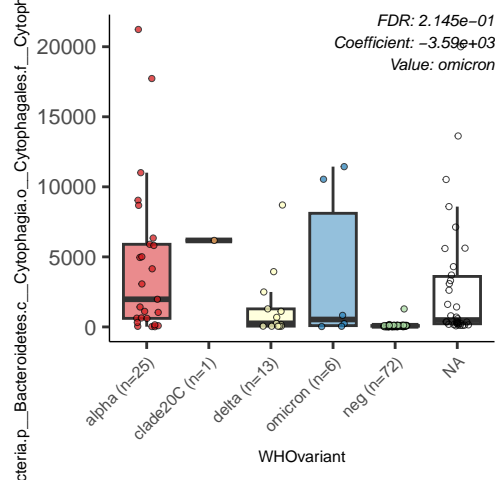 FDR: 2.145e−01
Coefficient: −3.59e+03
Value: omicron
cteria.p__Bacteroidetes.c__Cytophagia.o__Cytophagales.f__Cytoph
20000
15000
10000
5000
0
alpha (n=25)
clade20C (n=1)
delta (n=13)
omicron (n=6)
neg (n=72)
NA
WHOvariant